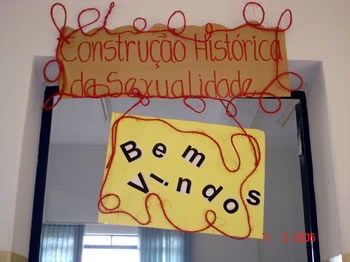 Construção Histórica
da Sexualidade
Bem
Vindos